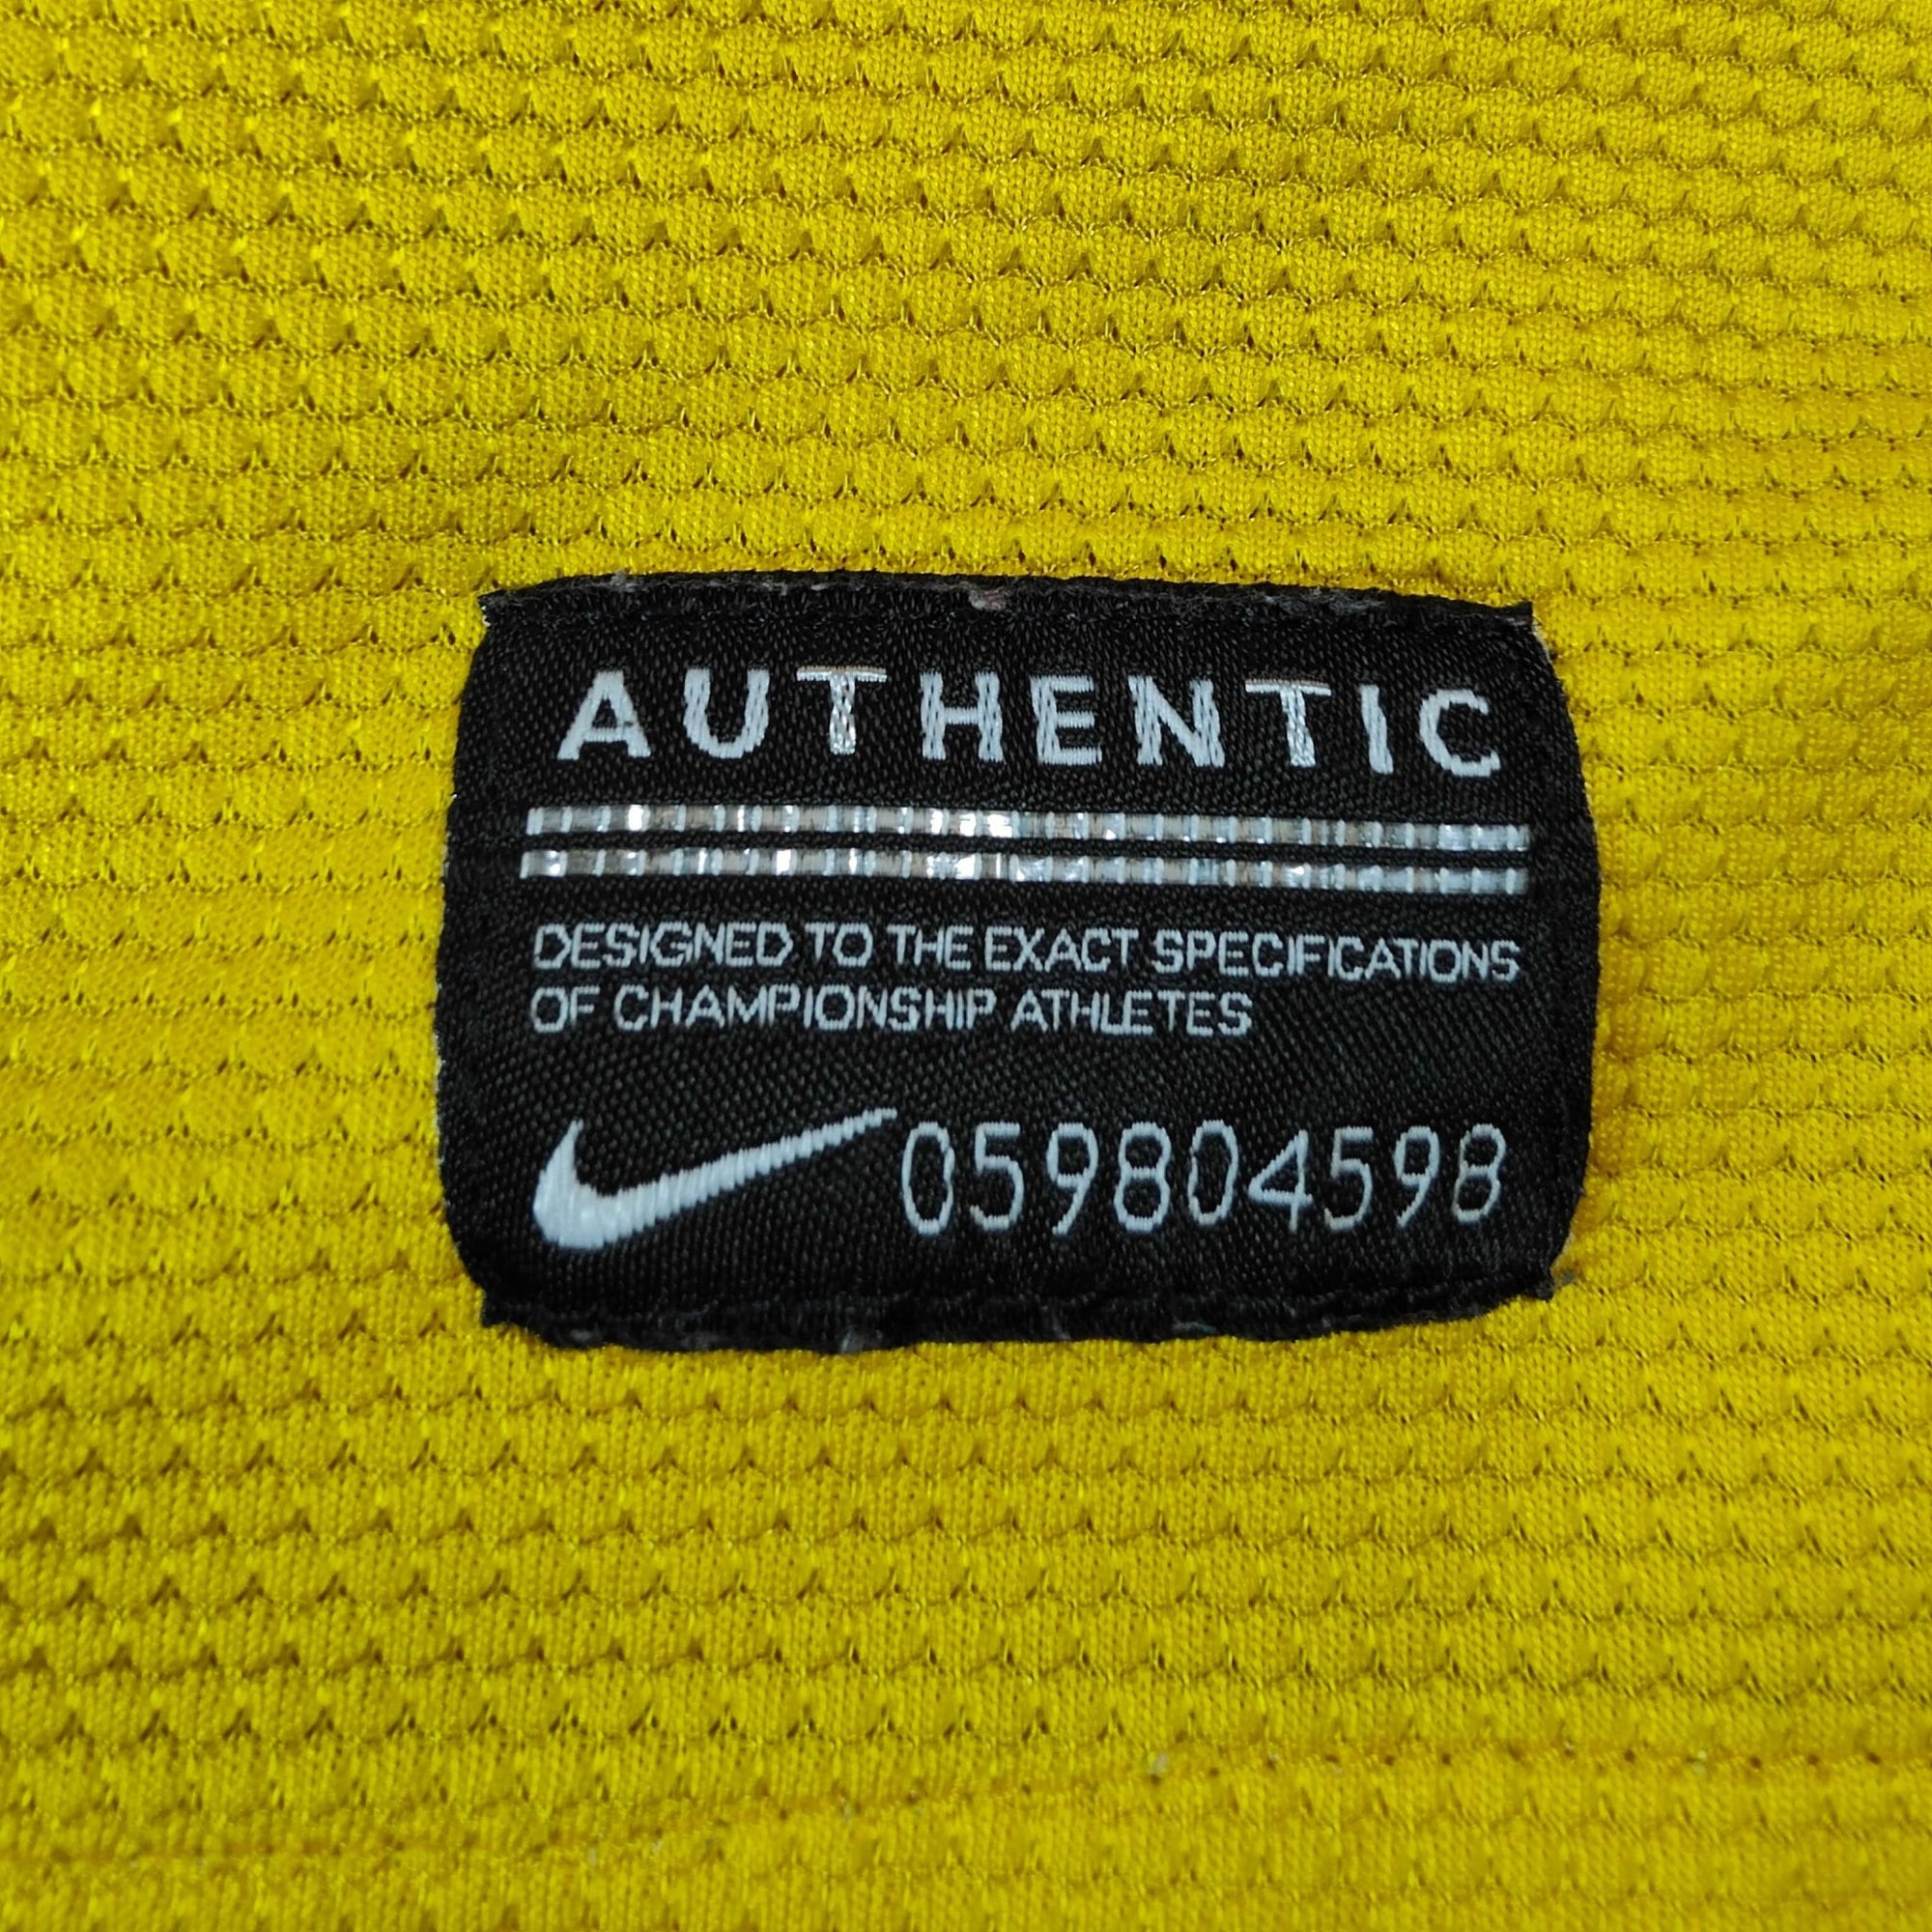 AUTHENTIC
DESIGNED TO THE EXACT SPECIFICATIONS
OF CHAMPIONSHIP ATHLETES
059804598